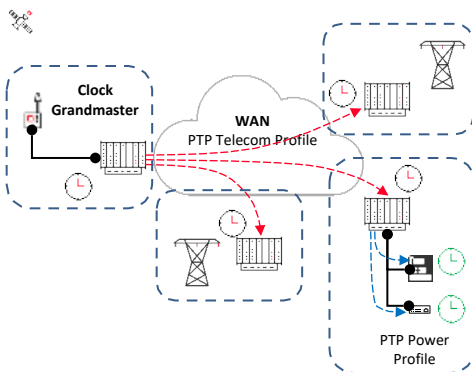 Clock
Grandmaster
WAN
PTP Telecom Profile
PTP Power
Profile